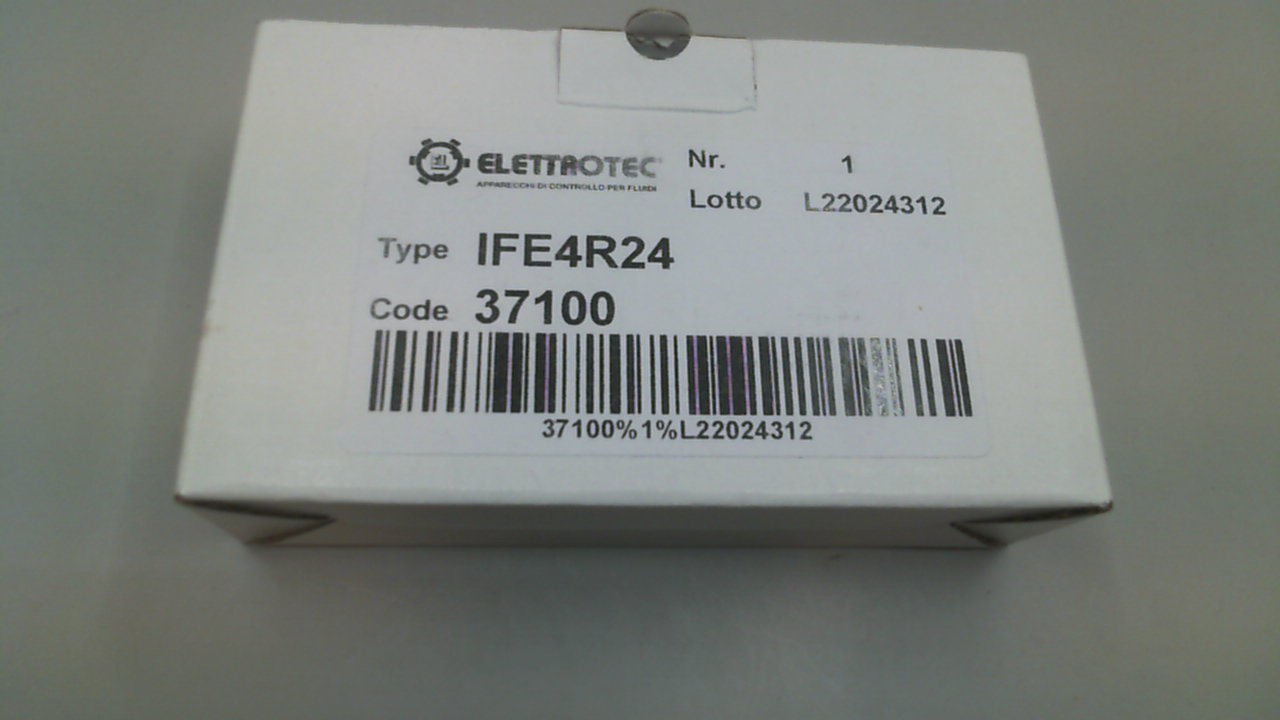 ELETTROTEC
APPARECCHI DI CONTROLLO PER FLUIDI
Nr. 1
Lotto L22024312
Type IFE4R24
Code 37100
37100%1%L22024312